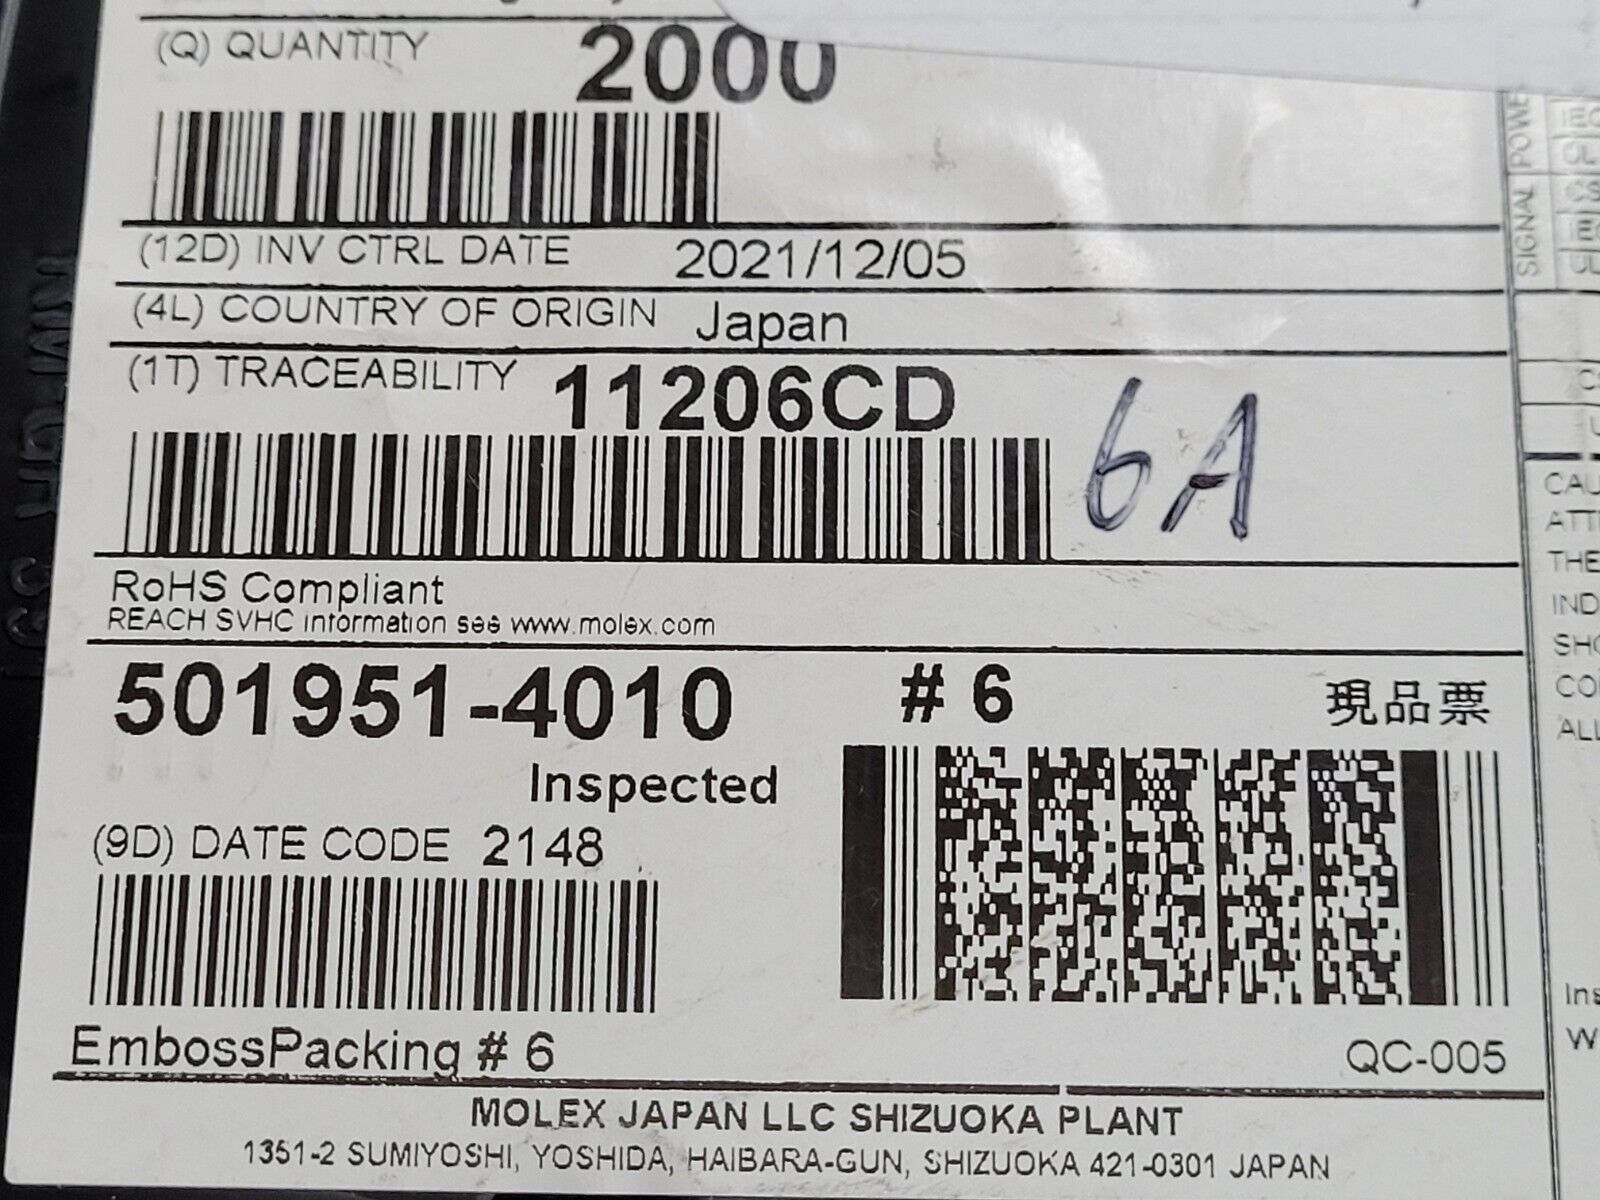 (Q) QUANTITY 2000
(12D) INV CTRL DATE 2021/12/05
(4L) COUNTRY OF ORIGIN Japan
(1T) TRACEABILITY 11206CD
6A
RoHS Compliant
REACH SVHC information see www.molex.com
501951-4010 # 6 現品票
Inspected
(9D) DATE CODE 2148
EmbossPacking # 6
QC-005
MOLEX JAPAN LLC SHIZUOKA PLANT
1351-2 SUMIYOSHI, YOSHIDA, HAIBARA-GUN, SHIZUOKA 421-0301 JAPAN
SIGNAL
THE